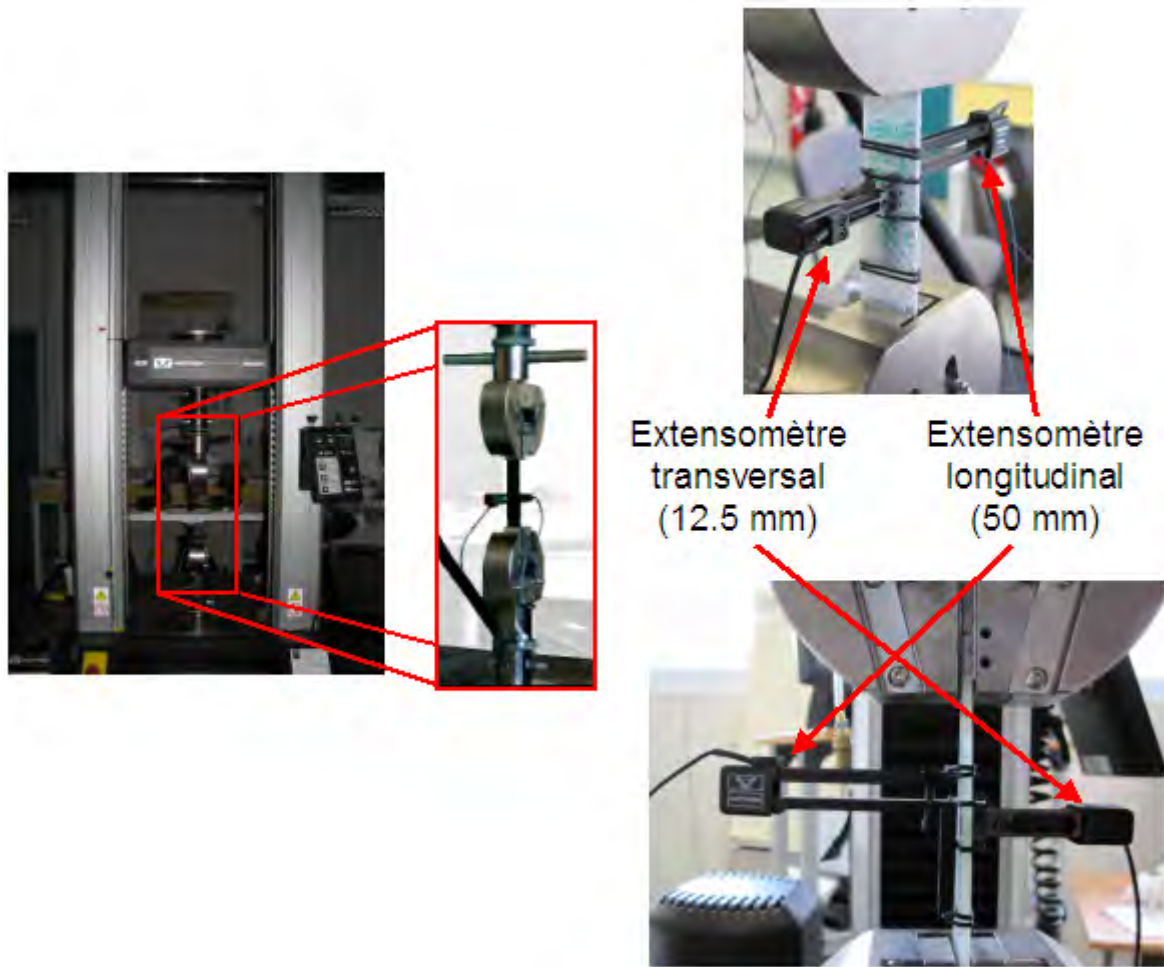 Extensomètre
transversal
(12.5 mm)
Extensomètre
longitudinal
(50 mm)